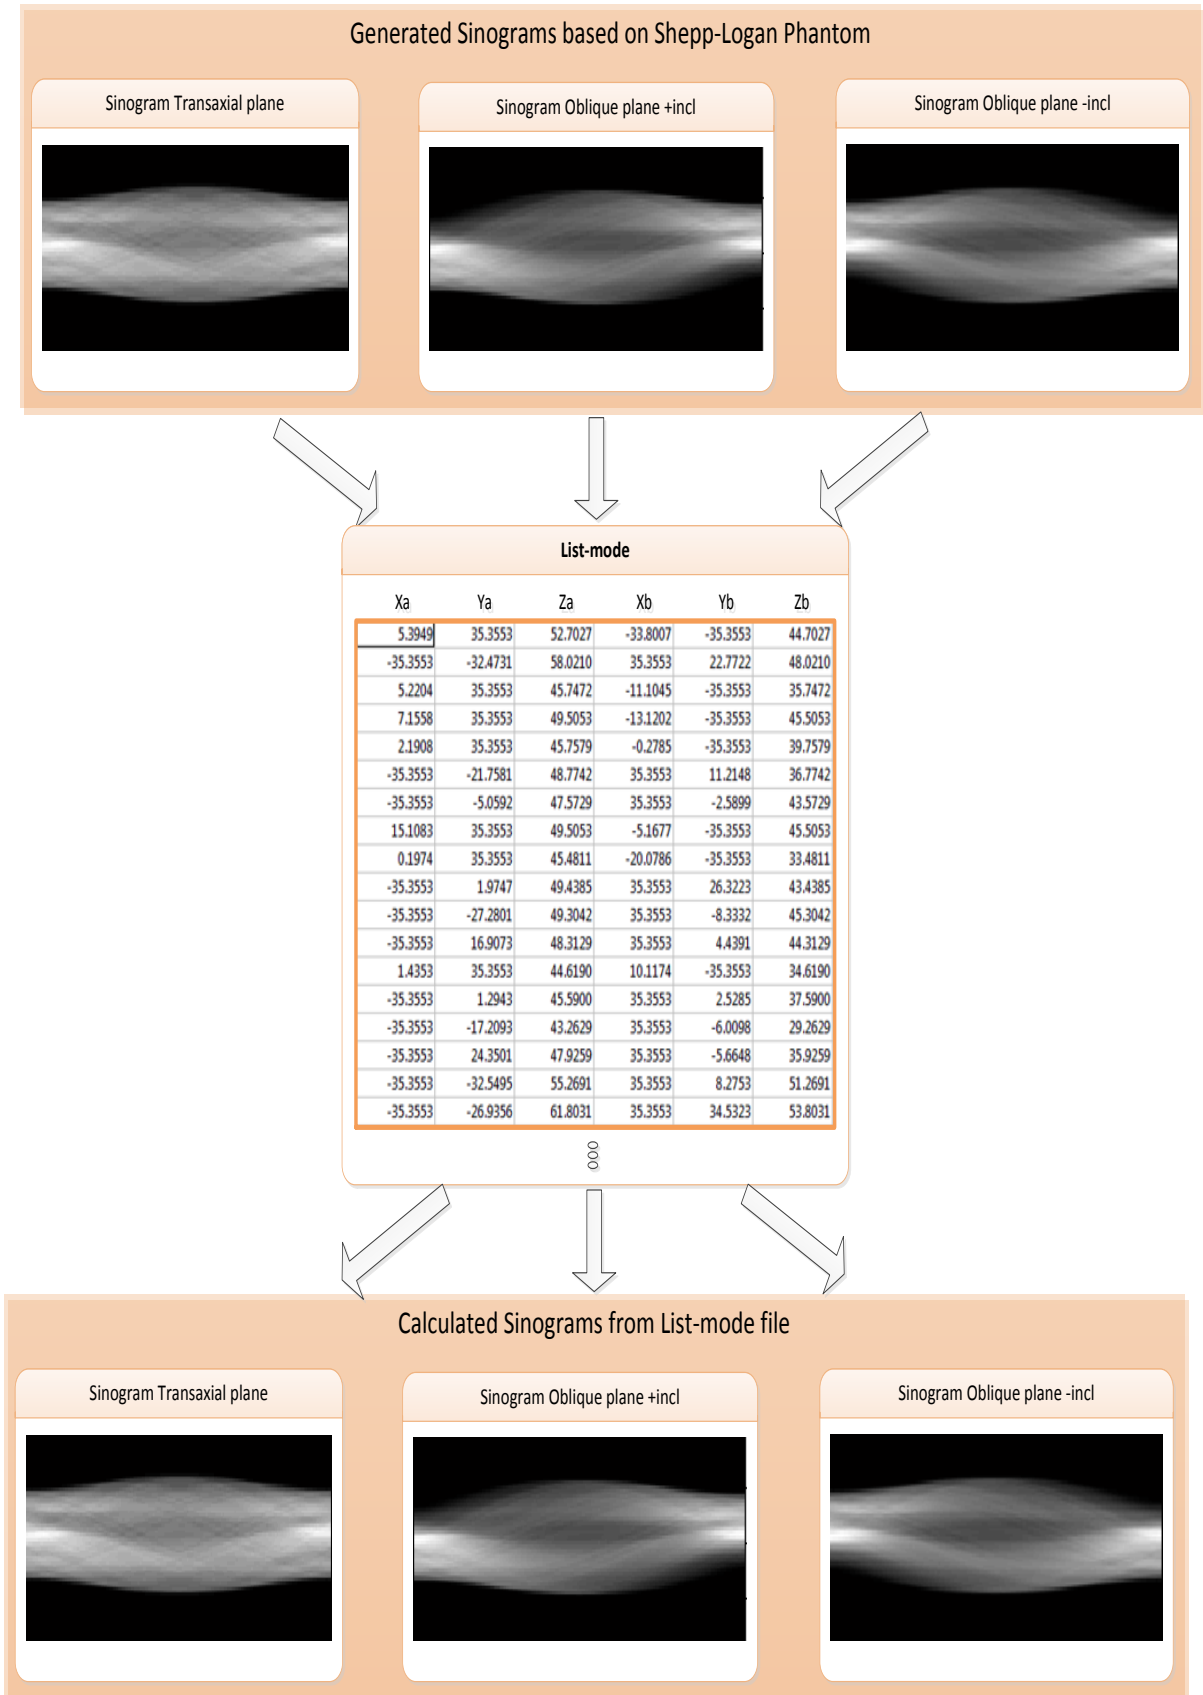 Generated Sinograms based on Shepp-Logan Phantom
Sinogram Transaxial plane
Sinogram Oblique plane +incl
Sinogram Oblique plane -incl
List-mode
Xa Ya Za Xb Yb Zb
5.3949 35.3553 52.7027 -33.8007 -35.3553 44.7027
-35.3553 -32.4731 58.0210 35.3553 22.7722 48.0210
5.2204 35.3553 45.7472 -11.1045 -35.3553 35.7472
7.1558 35.3553 49.5053 -13.1202 -35.3553 45.5053
2.1908 35.3553 45.7579 -0.2785 -35.3553 39.7579
-35.3553 -21.7581 48.7742 35.3553 11.2148 36.7742
-35.3553 -5.0592 47.5729 35.3553 -2.5899 43.5729
15.1083 35.3553 49.5053 -5.1677 -35.3553 45.5053
0.1974 35.3553 45.4811 -20.0786 -35.3553 33.4811
-35.3553 1.9747 49.4385 35.3553 26.3223 43.4385
-35.3553 -27.2801 49.3042 35.3553 -8.3332 45.3042
-35.3553 16.9073 48.3129 35.3553 4.4391 44.3129
1.4353 35.3553 44.6190 10.1174 -35.3553 34.6190
-35.3553 1.2943 45.5900 35.3553 2.5285 37.5900
-35.3553 -17.2093 43.2629 35.3553 -6.0098 29.2629
-35.3553 24.3501 47.9259 35.3553 -5.6648 35.9259
-35.3553 -32.5495 55.2691 35.3553 8.2753 51.2691
-35.3553 -26.9356 61.8031 35.3553 34.5323 53.8031
Calculated Sinograms from List-mode file
Sinogram Transaxial plane
Sinogram Oblique plane +incl
Sinogram Oblique plane -incl